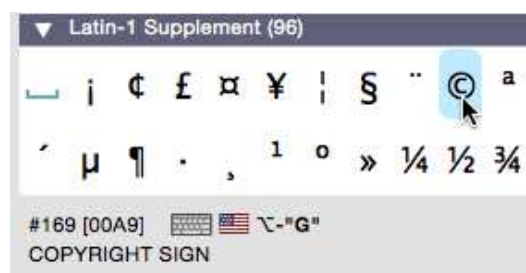 ▼ Latin-1 Supplement (96)
¡ ¢ £ ¤ ¥ ¦ § ¨ © ª
´ µ ¶ · ¸ ¹ º » ¼ ½ ¾
#169 [00A9] ⌥-"G"
COPYRIGHT SIGN